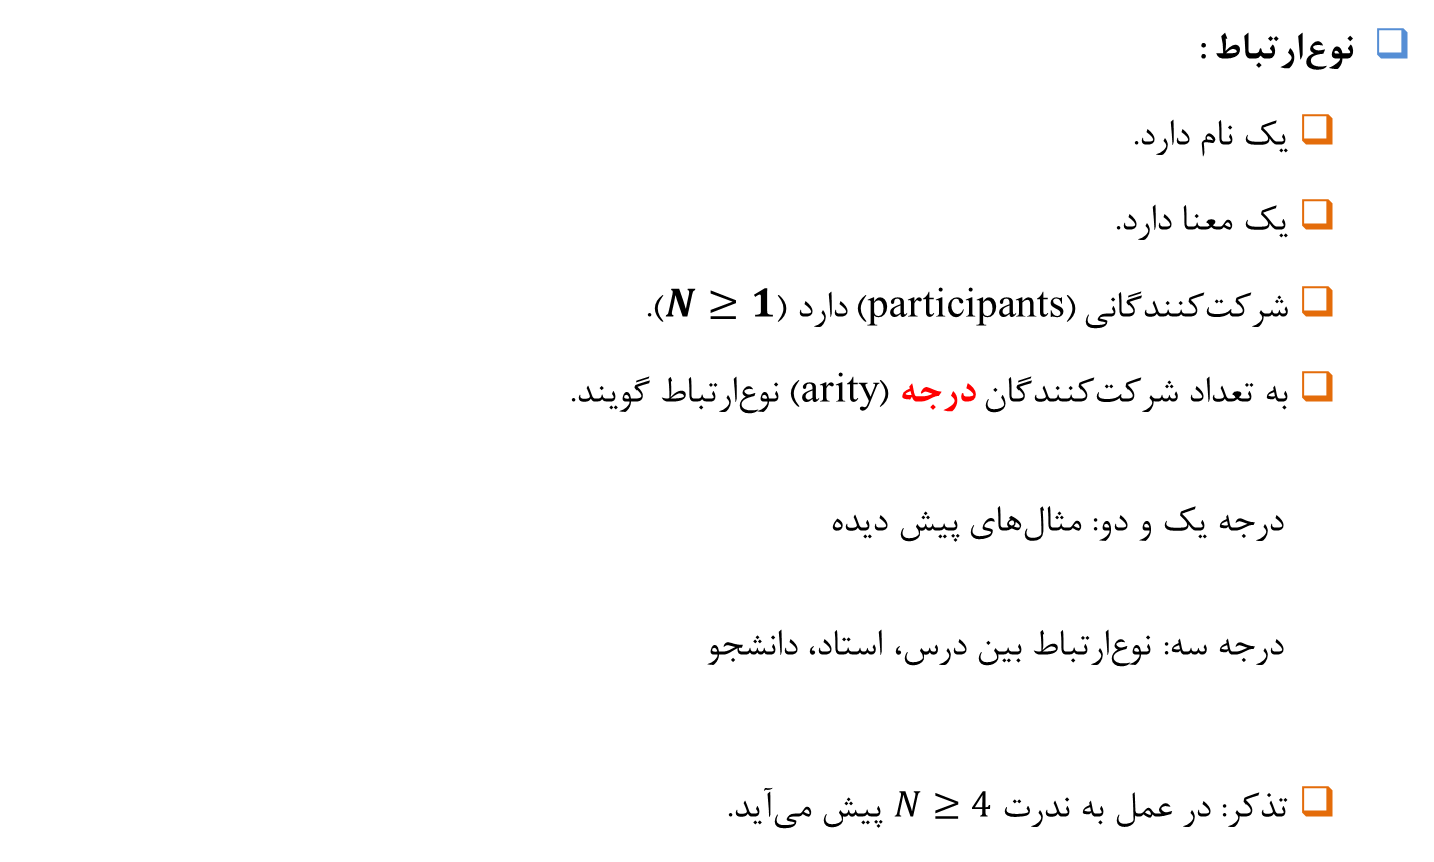 ❑ نوع‌ارتباط :
❑ یک نام دارد.
❑ یک معنا دارد.
❑ شرکت‌کنندگانی (participants) دارد (N ≥ 1).
❑ به تعداد شرکت‌کنندگان درجه (arity) نوع‌ارتباط گویند.
درجه یک و دو: مثال‌های پیش دیده
درجه سه: نوع‌ارتباط بین درس، استاد، دانشجو
❑ تذکر: در عمل به ندرت N ≥ 4 پیش می‌آید.